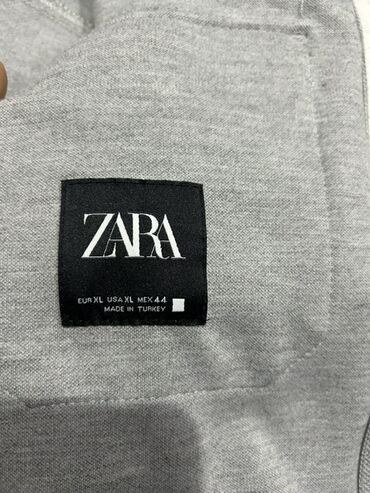 ZARA
EUR XL USA XL MEX 44
MADE IN TURKEY